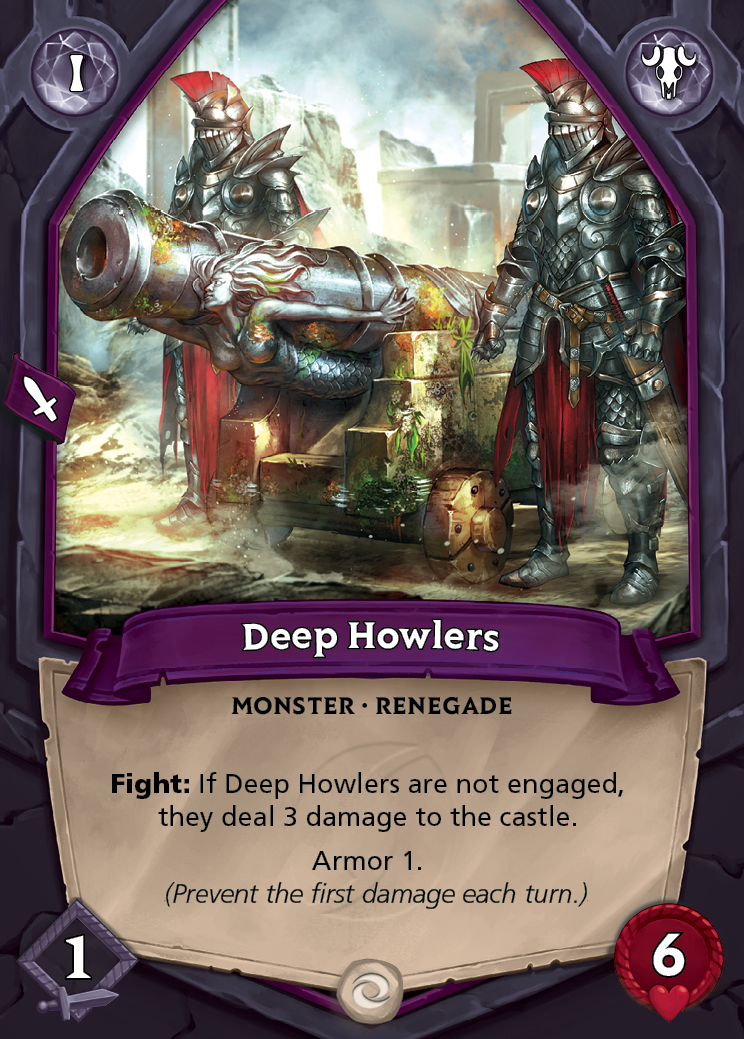 I
Deep Howlers
MONSTER · RENEGADE
Fight: If Deep Howlers are not engaged,
they deal 3 damage to the castle.
Armor 1.
(Prevent the first damage each turn.)
1
6